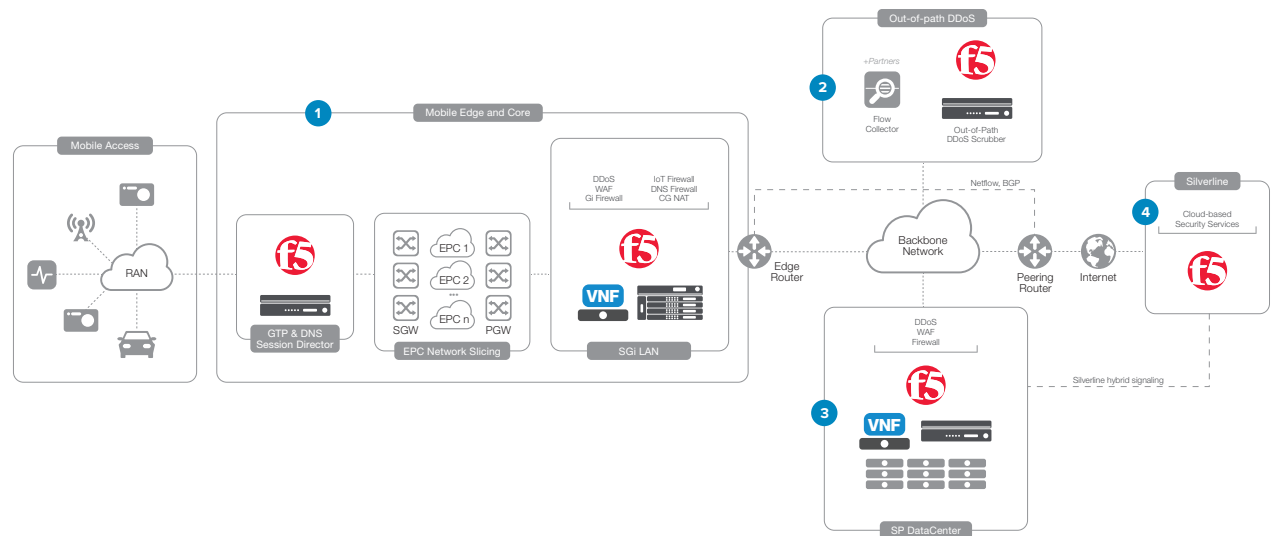 Out-of-path DDoS
2
+Partners
f5
Flow
Collector
Out-of-Path
DDoS Scrubber
1
Mobile Edge and Core
Mobile Access
RAN
f5
GTP & DNS
Session Director
EPC 1
EPC 2
...
EPC n
SGW
PGW
EPC Network Slicing
DDoS
WAF
Gi Firewall
IoT Firewall
DNS Firewall
CG NAT
f5
VNF
SGi LAN
Netflow, BGP
Edge
Router
Backbone
Network
Peering
Router
Internet
Silverline
4
Cloud-based
Security Services
f5
DDoS
WAF
Firewall
f5
Silverline hybrid signaling
3
VNF
SP DataCenter